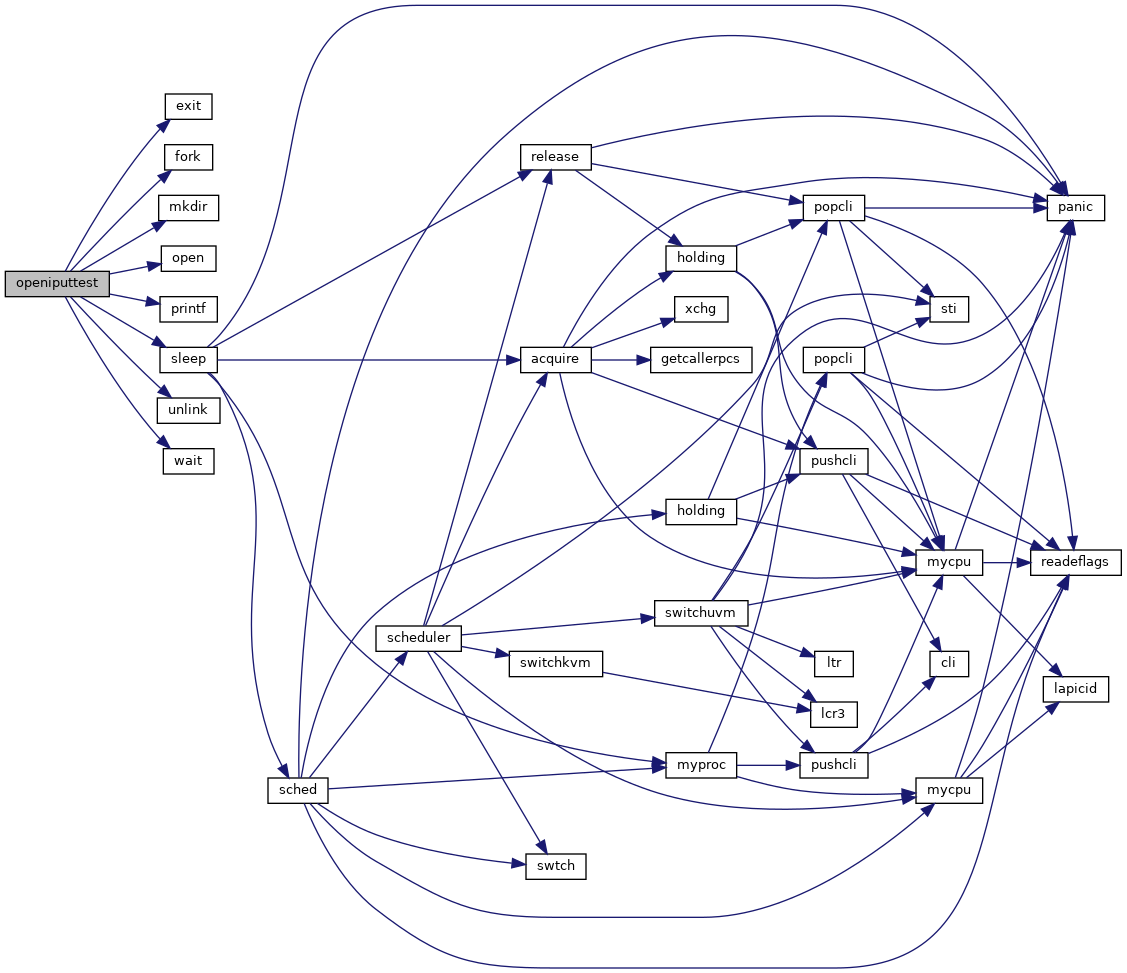 openiputtest
exit
fork
mkdir
open
printf
sleep
unlink
wait
sched
scheduler
release
acquire
switchkvm
swtch
holding
xchg
getcallerpcs
holding
switchuvm
myproc
popcli
popcli
pushcli
ltr
lcr3
pushcli
sti
mycpu
cli
mycpu
panic
readeflags
lapicid